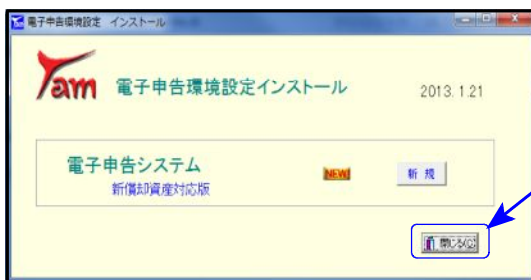 電子申告環境設定 インストール
Tam 電子申告環境設定インストール 2013.1.21
電子申告システム NEW 新 規
新償却資産対応版
閉じる(C)